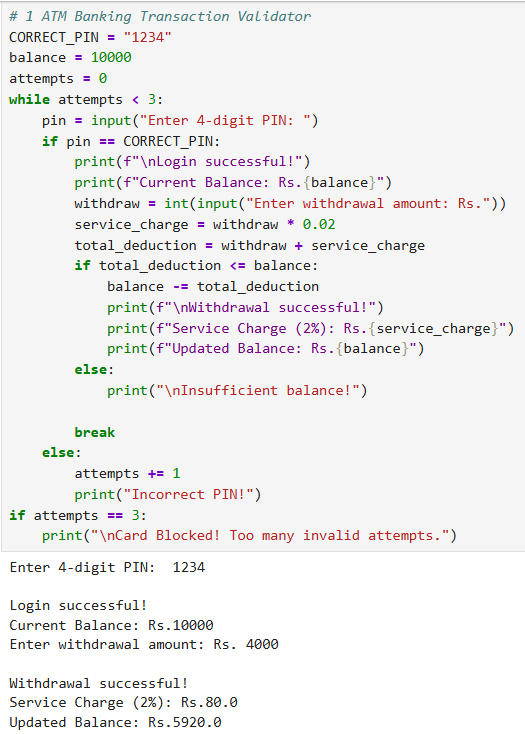 # 1 ATM Banking Transaction Validator
CORRECT_PIN = "1234"
balance = 10000
attempts = 0
while attempts < 3:
    pin = input("Enter 4-digit PIN: ")
    if pin == CORRECT_PIN:
        print(f"\nLogin successful!")
        print(f"Current Balance: Rs.{balance}")
        withdraw = int(input("Enter withdrawal amount: Rs."))
        service_charge = withdraw * 0.02
        total_deduction = withdraw + service_charge
        if total_deduction <= balance:
            balance -= total_deduction
            print(f"\nWithdrawal successful!")
            print(f"Service Charge (2%): Rs.{service_charge}")
            print(f"Updated Balance: Rs.{balance}")
        else:
            print("\nInsufficient balance!")

        break
    else:
        attempts += 1
        print("Incorrect PIN!")
if attempts == 3:
    print("\nCard Blocked! Too many invalid attempts.")
Enter 4-digit PIN:  1234

Login successful!
Current Balance: Rs.10000
Enter withdrawal amount: Rs. 4000

Withdrawal successful!
Service Charge (2%): Rs.80.0
Updated Balance: Rs.5920.0